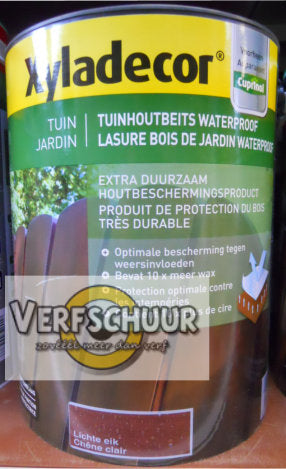 Xyladecor®
Voorheen
Cuprinol
TUIN
JARDIN
TUINHOUTBEITS WATERPROOF
LASURE BOIS DE JARDIN WATERPROOF
EXTRA DUURZAAM
HOUTBESCHERMINGSPRODUCT
PRODUIT DE PROTECTION DU BOIS
TRÈS DURABLE
• Optimale bescherming tegen
weersinvloeden
• Bevat 10 x meer wax
• Protection optimale contre
les intempéries
de cire
VERFSCHUUR
zoveel meer dan verf
Lichte eik
Chêne clair